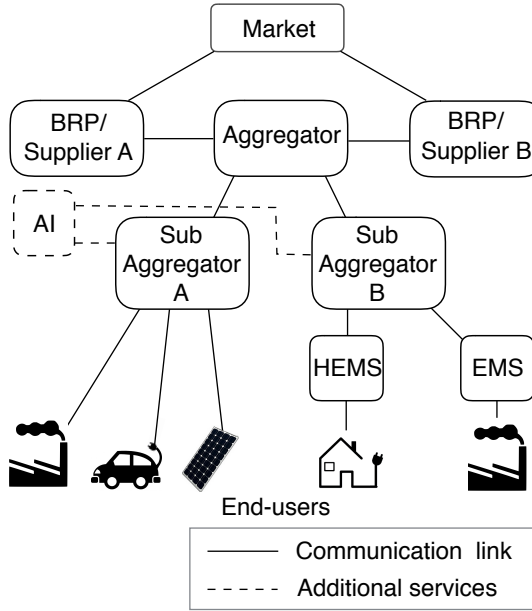 Market
BRP/
Supplier A
Aggregator
BRP/
Supplier B
AI
Sub
Aggregator
A
Sub
Aggregator
B
HEMS
EMS
End-users
Communication link
Additional services